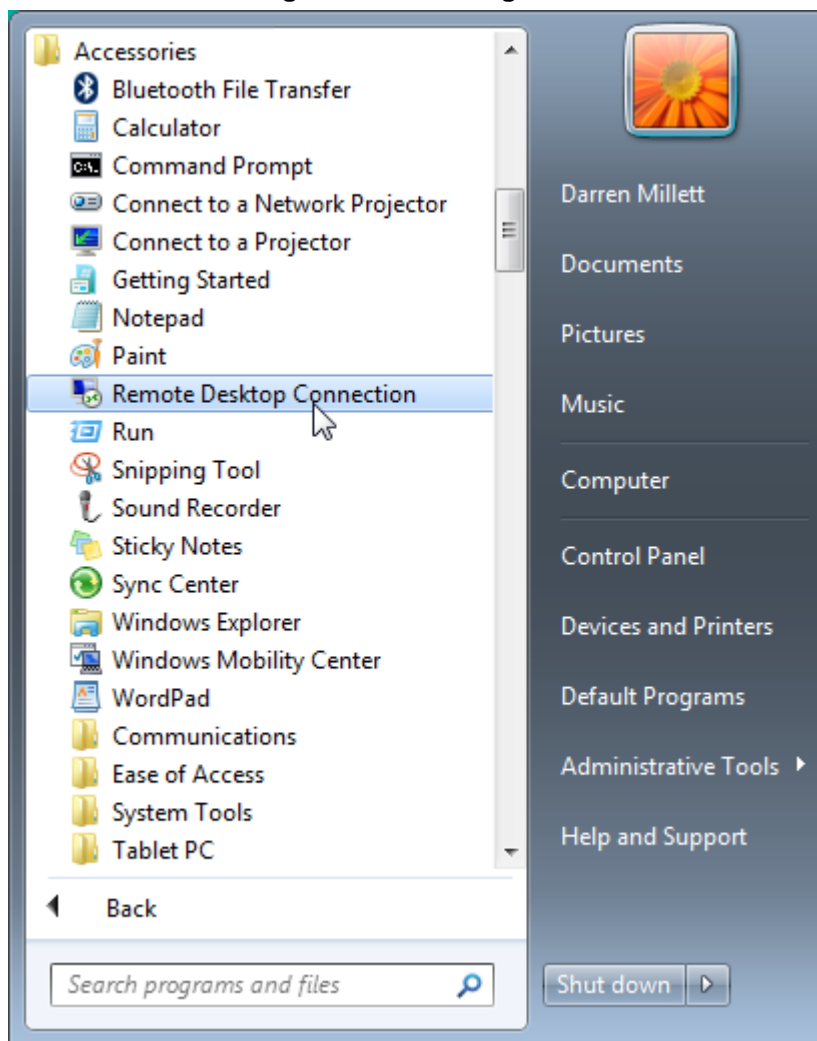 Accessories
Bluetooth File Transfer
Calculator
Command Prompt
Connect to a Network Projector
Connect to a Projector
Getting Started
Notepad
Paint
Remote Desktop Connection
Run
Snipping Tool
Sound Recorder
Sticky Notes
Sync Center
Windows Explorer
Windows Mobility Center
WordPad
Communications
Ease of Access
System Tools
Tablet PC
Back
Search programs and files
Darren Millett
Documents
Pictures
Music
Computer
Control Panel
Devices and Printers
Default Programs
Administrative Tools
Help and Support
Shut down